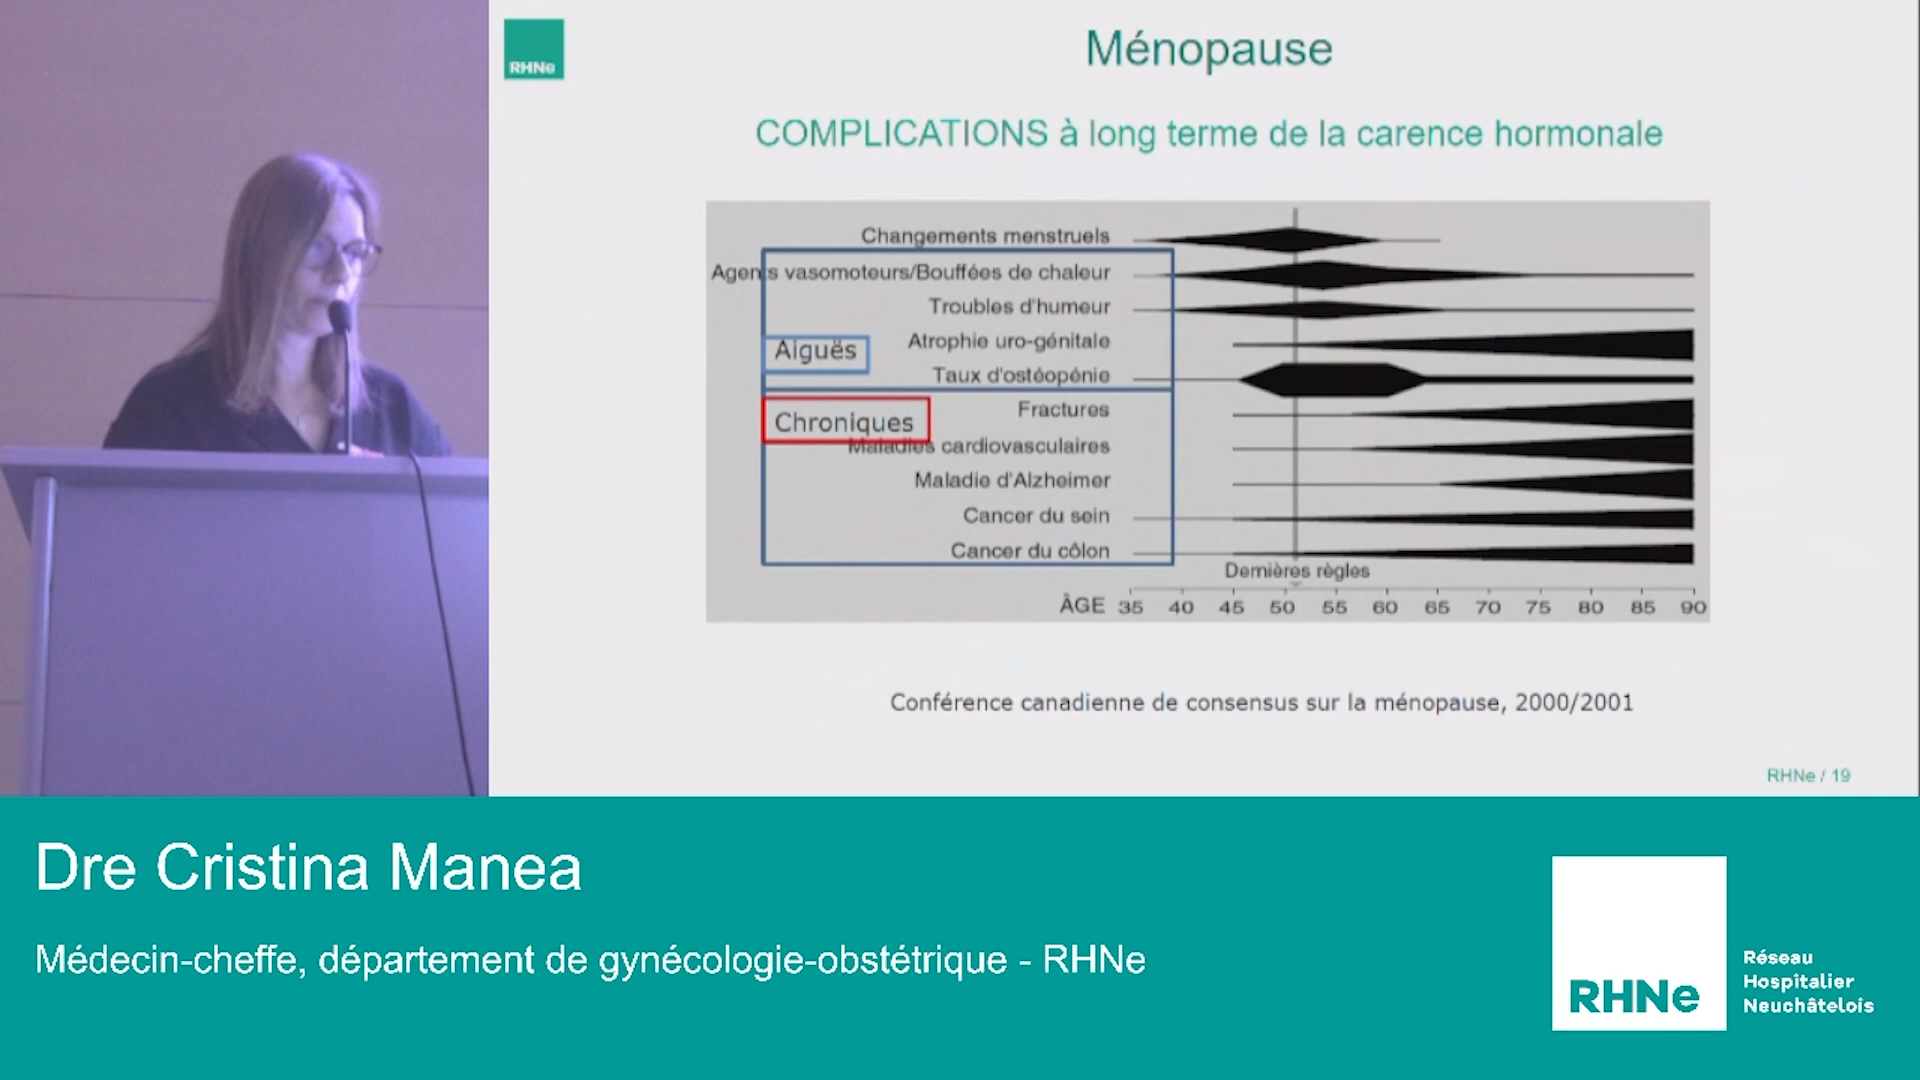 RHNe
Ménopause
COMPLICATIONS à long terme de la carence hormonale
Changements menstruels
Agents vasomoteurs/Bouffées de chaleur
Troubles d'humeur
Aiguës
Atrophie uro-génitale
Taux d'ostéopénie
Chroniques
Fractures
Maladies cardiovasculaires
Maladie d'Alzheimer
Cancer du sein
Cancer du côlon
Dernières règles
ÂGE 35 40 45 50 55 60 65 70 75 80 85 90
Conférence canadienne de consensus sur la ménopause, 2000/2001
RHNe / 19
Dre Cristina Manea
Médecin-cheffe, département de gynécologie-obstétrique - RHNe
RHNe
Réseau
Hospitalier
Neuchâtelois